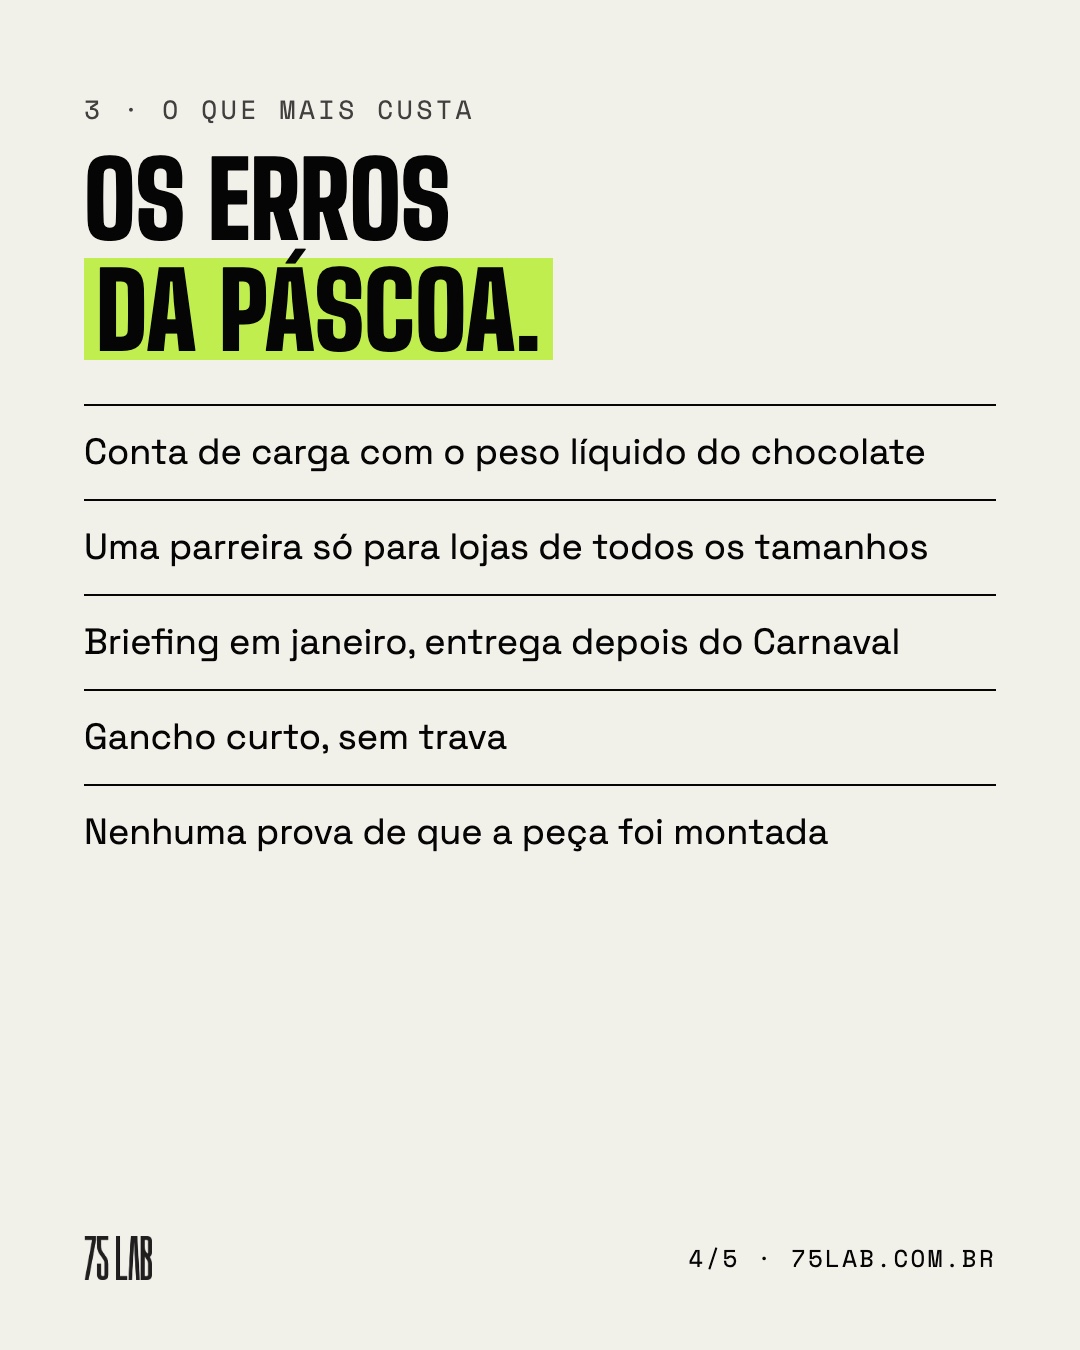 3 · O QUE MAIS CUSTA
OS ERROS
DA PÁSCOA.
Conta de carga com o peso líquido do chocolate
Uma parreira só para lojas de todos os tamanhos
Briefing em janeiro, entrega depois do Carnaval
Gancho curto, sem trava
Nenhuma prova de que a peça foi montada
75 LAB
4/5 · 75LAB.COM.BR